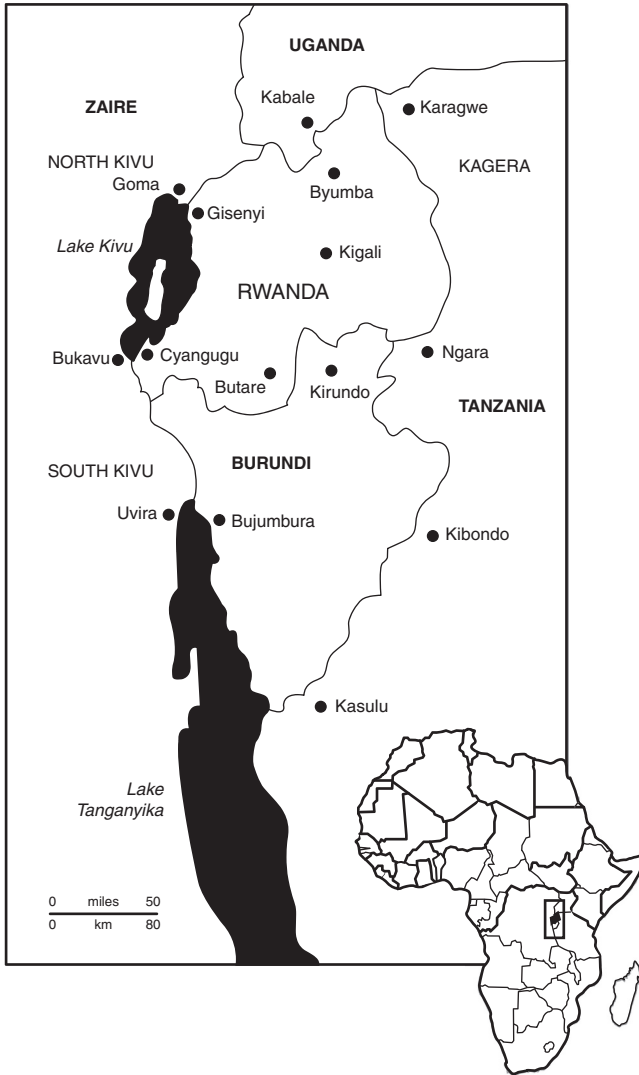 UGANDA
Kabale
ZAIRE
Karagwe
NORTH KIVU
Goma
KAGERA
Byumba
Gisenyi
Lake Kivu
Kigali
RWANDA
Bukavu
Cyangugu
Ngara
Butare
Kirundo
TANZANIA
BURUNDI
SOUTH KIVU
Uvira
Bujumbura
Kibondo
Kasulu
Lake
Tanganyika
0 miles 50
0 km 80